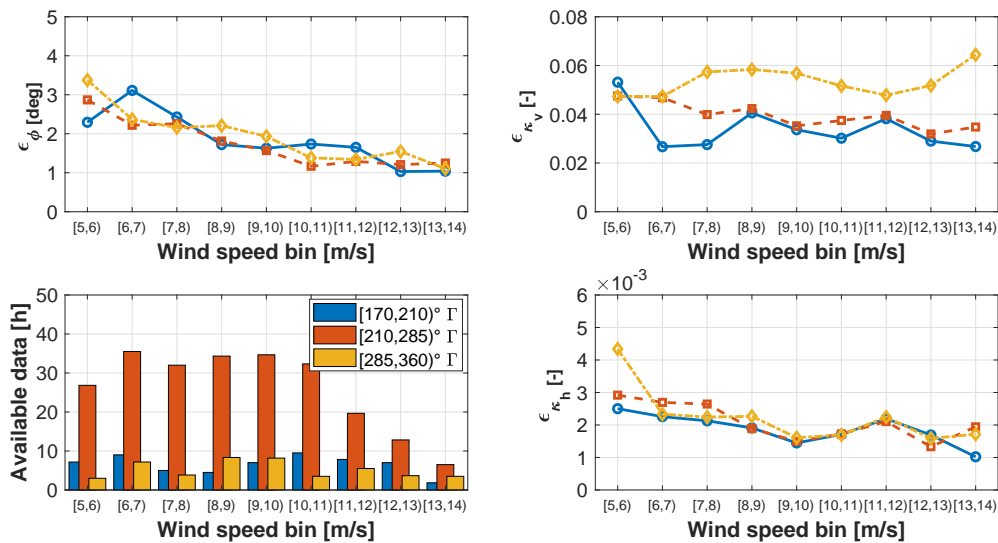 5
4
3
2
1
0
ϵ_ϕ [deg]
[5,6) [6,7) [7,8) [8,9) [9,10) [10,11) [11,12) [12,13) [13,14)
Wind speed bin [m/s]
0.08
0.06
0.04
0.02
0
ϵ_κ_v [-]
[5,6) [6,7) [7,8) [8,9) [9,10) [10,11) [11,12) [12,13) [13,14)
Wind speed bin [m/s]
50
40
30
20
10
0
Available data [h]
[170,210)° Γ
[210,285)° Γ
[285,360)° Γ
[5,6) [6,7) [7,8) [8,9) [9,10) [10,11) [11,12) [12,13) [13,14)
Wind speed bin [m/s]
×10⁻³
6
5
4
3
2
1
0
ϵ_κ_h [-]
[5,6) [6,7) [7,8) [8,9) [9,10) [10,11) [11,12) [12,13) [13,14)
Wind speed bin [m/s]